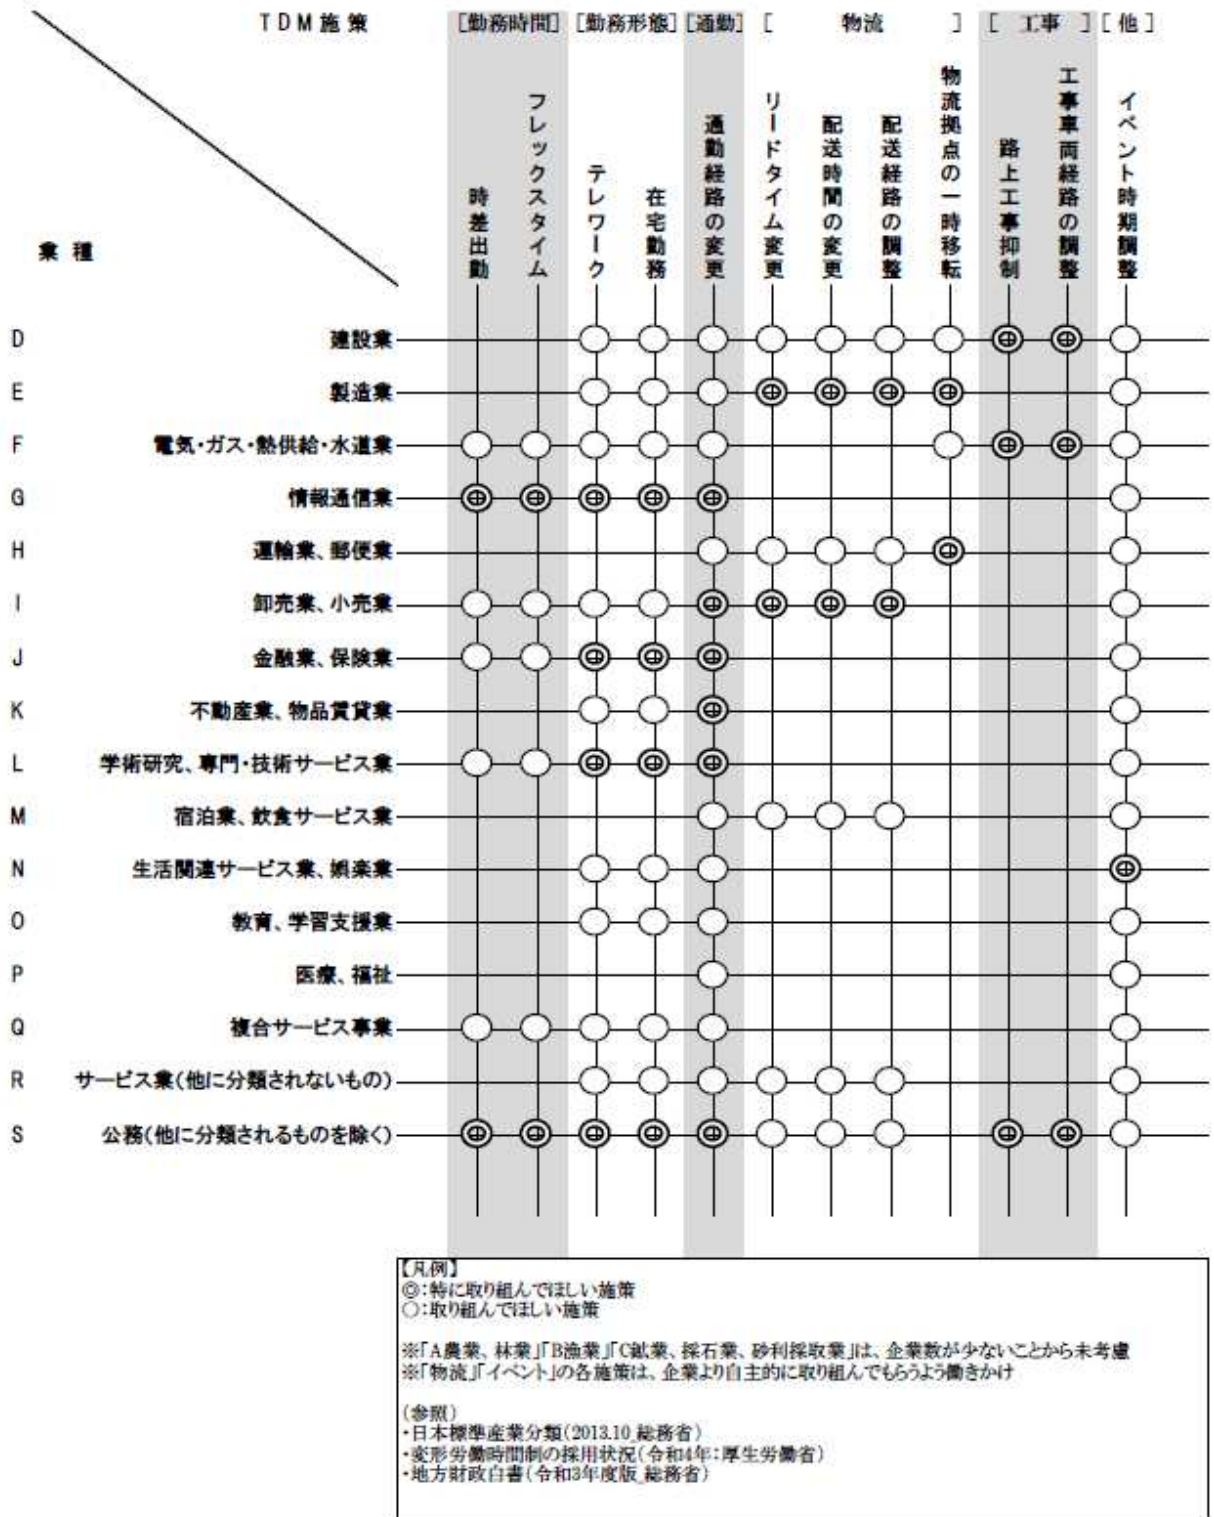 TDM施策 [勤務時間] [勤務形態] [通勤] [ 物流 ] [ 工事 ] [他]
業種
時差出勤
フレックスタイム
テレワーク
在宅勤務
通勤経路の変更
リードタイム変更
配送時間の変更
配送経路の調整
物流拠点の一時移転
路上工事抑制
工事車両経路の調整
イベント時期調整
D 建設業
E 製造業
F 電気・ガス・熱供給・水道業
G 情報通信業
H 運輸業、郵便業
I 卸売業、小売業
J 金融業、保険業
K 不動産業、物品賃貸業
L 学術研究、専門・技術サービス業
M 宿泊業、飲食サービス業
N 生活関連サービス業、娯楽業
O 教育、学習支援業
P 医療、福祉
Q 複合サービス事業
R サービス業(他に分類されないもの)
S 公務(他に分類されるものを除く)
【凡例】
◎:特に取り組んでほしい施策
○:取り組んでほしい施策
※「A農業、林業」「B漁業」「C鉱業、採石業、砂利採取業」は、企業数が少ないことから未考慮
※「物流」「イベント」の各施策は、企業より自主的に取り組んでもらうよう働きかけ
(参照)
・日本標準産業分類(2013.10_総務省)
・変形労働時間制の採用状況(令和4年:厚生労働省)
・地方財政白書(令和3年度版_総務省)